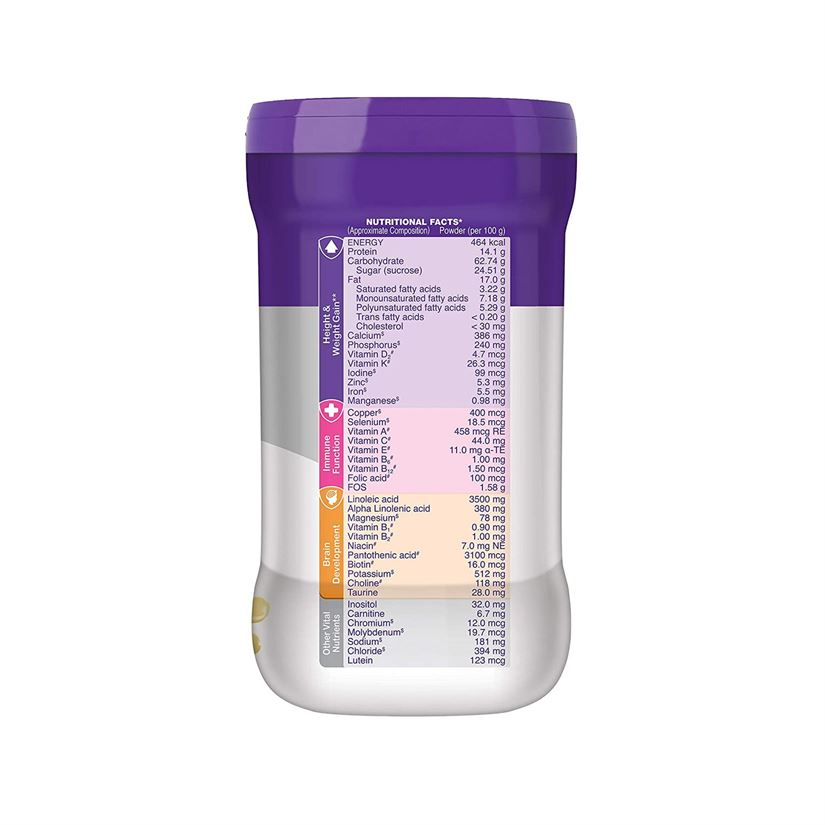 NUTRITIONAL FACTS*
(Approximate Composition) Powder (per 100 g)
Height &
Weight Gain**
ENERGY 464 kcal
Protein 14.1 g
Carbohydrate 62.74 g
Sugar (sucrose) 24.51 g
Fat 17.0 g
Saturated fatty acids 3.22 g
Monounsaturated fatty acids 7.18 g
Polyunsaturated fatty acids 5.29 g
Trans fatty acids < 0.20 g
Cholesterol < 30 mg
Calcium$ 386 mg
Phosphorus$ 240 mg
Vitamin D₂# 4.7 mcg
Vitamin K# 26.3 mcg
Iodine$ 99 mcg
Zinc$ 5.3 mg
Iron$ 5.5 mg
Manganese$ 0.98 mg
Immune
Function
Copper$ 400 mcg
Selenium$ 18.5 mcg
Vitamin A# 458 mcg RE
Vitamin C# 44.0 mg
Vitamin E# 11.0 mg α-TE
Vitamin B₆# 1.00 mg
Vitamin B₁₂# 1.50 mcg
Folic acid# 100 mcg
FOS 1.58 g
Brain
Development
Linoleic acid 3500 mg
Alpha Linolenic acid 380 mg
Magnesium$ 78 mg
Vitamin B₁# 0.90 mg
Vitamin B₂# 1.00 mg
Niacin# 7.0 mg NE
Pantothenic acid# 3100 mcg
Biotin# 16.0 mcg
Potassium$ 512 mg
Choline# 118 mg
Taurine 28.0 mg
Other Vital
Nutrients
Inositol 32.0 mg
Carnitine 6.7 mg
Chromium$ 12.0 mcg
Molybdenum$ 19.7 mcg
Sodium$ 181 mg
Chloride$ 394 mg
Lutein 123 mcg